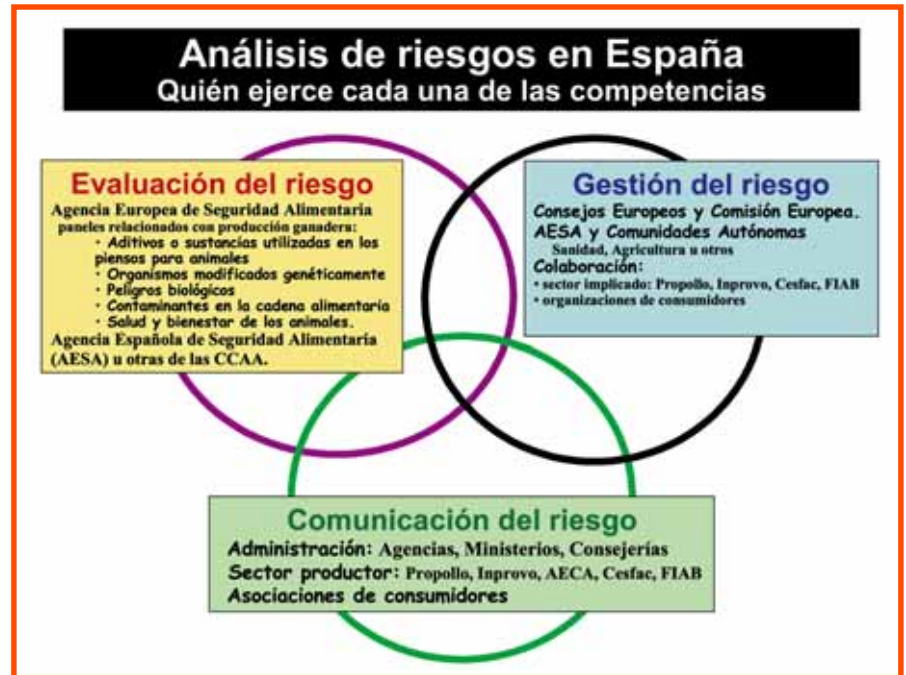 Análisis de riesgos en España
Quién ejerce cada una de las competencias
Evaluación del riesgo
Agencia Europea de Seguridad Alimentaria
paneles relacionados con producción ganadera:
• Aditivos o sustancias utilizadas en los
piensos para animales
• Organismos modificados genéticamente
• Peligros biológicos
• Contaminantes en la cadena alimentaria
• Salud y bienestar de los animales.
Agencia Española de Seguridad Alimentaria
(AESA) u otras de las CCAA.
Gestión del riesgo
Consejos Europeos y Comisión Europea.
AESA y Comunidades Autónomas
Sanidad, Agricultura u otros
Colaboración:
• sector implicado: Propollo, Inprovo, Cesfac, FIAB
• organizaciones de consumidores
Comunicación del riesgo
Administración: Agencias, Ministerios, Consejerías
Sector productor: Propollo, Inprovo, AECA, Cesfac, FIAB
Asociaciones de consumidores